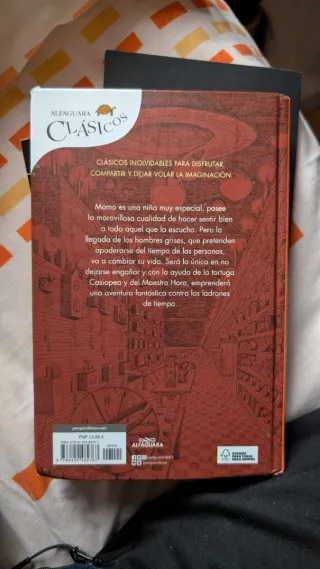 ALFAGUARA
CLÁSICOS
CLÁSICOS INOLVIDABLES PARA DISFRUTAR,
COMPARTIR Y DEJAR VOLAR LA IMAGINACIÓN
Momo es una niña muy especial, posee
la maravillosa cualidad de hacer sentir bien
a todo aquel que la escucha. Pero la
llegada de los hombres grises, que pretenden
apoderarse del tiempo de las personas,
va a cambiar su vida. Será la única en no
dejarse engañar y con la ayuda de la tortuga
Casiopea y del Maestro Hora, emprenderá
una aventura fantástica contra los ladrones
de tiempo.
penguinlibros.com
ALFAGUARA
FSC